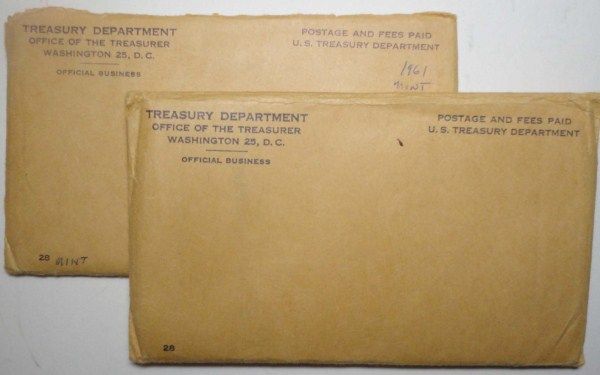 TREASURY DEPARTMENT
OFFICE OF THE TREASURER
WASHINGTON 25, D.C.
OFFICIAL BUSINESS
POSTAGE AND FEES PAID
U.S. TREASURY DEPARTMENT
1961
MINT
28 MINT
TREASURY DEPARTMENT
OFFICE OF THE TREASURER
WASHINGTON 25, D.C.
OFFICIAL BUSINESS
POSTAGE AND FEES PAID
U.S. TREASURY DEPARTMENT
28